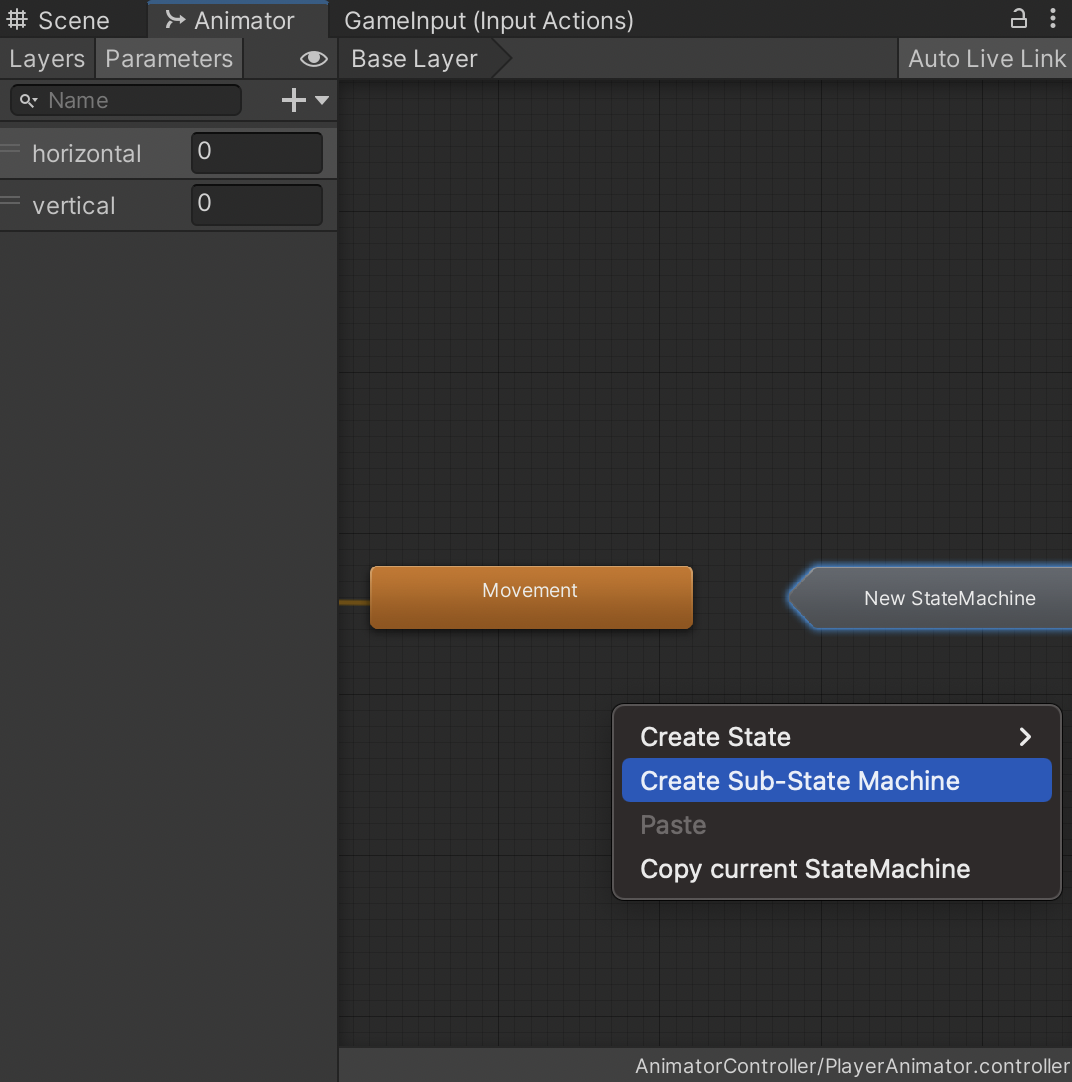 Scene
Animator
GameInput (Input Actions)
Layers
Parameters
Base Layer
Auto Live Link
Name
horizontal
0
vertical
0
Movement
New StateMachine
Create State
Create Sub-State Machine
Paste
Copy current StateMachine
AnimatorController/PlayerAnimator.controller